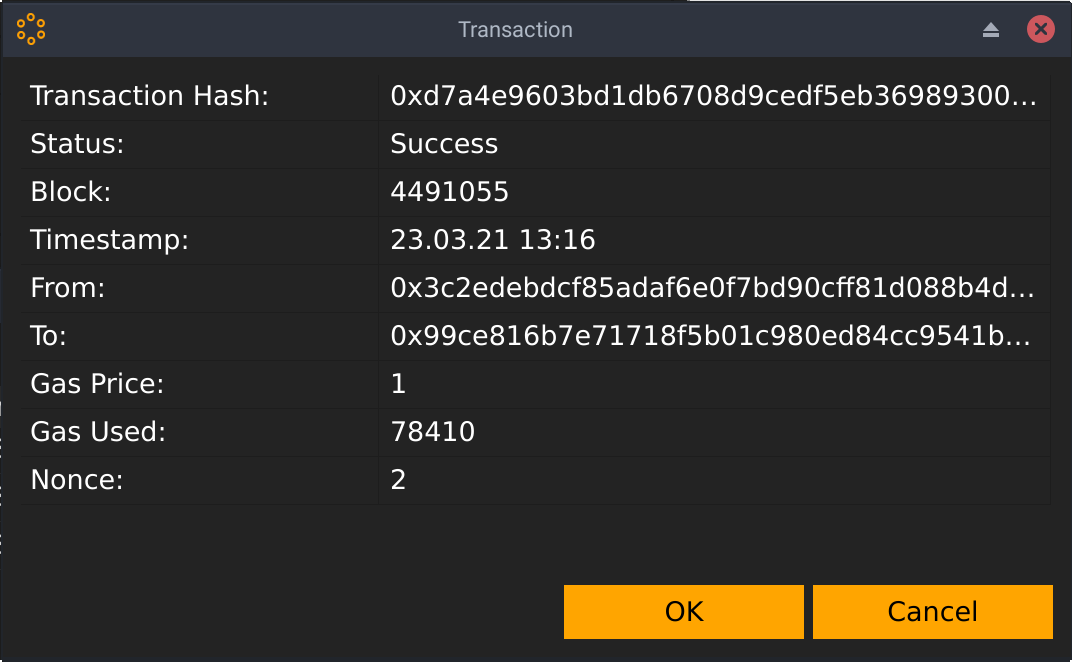 Transaction
Transaction Hash: 0xd7a4e9603bd1db6708d9cedf5eb36989300...
Status: Success
Block: 4491055
Timestamp: 23.03.21 13:16
From: 0x3c2edebdcf85adaf6e0f7bd90cff81d088b4d...
To: 0x99ce816b7e71718f5b01c980ed84cc9541b...
Gas Price: 1
Gas Used: 78410
Nonce: 2
OK Cancel